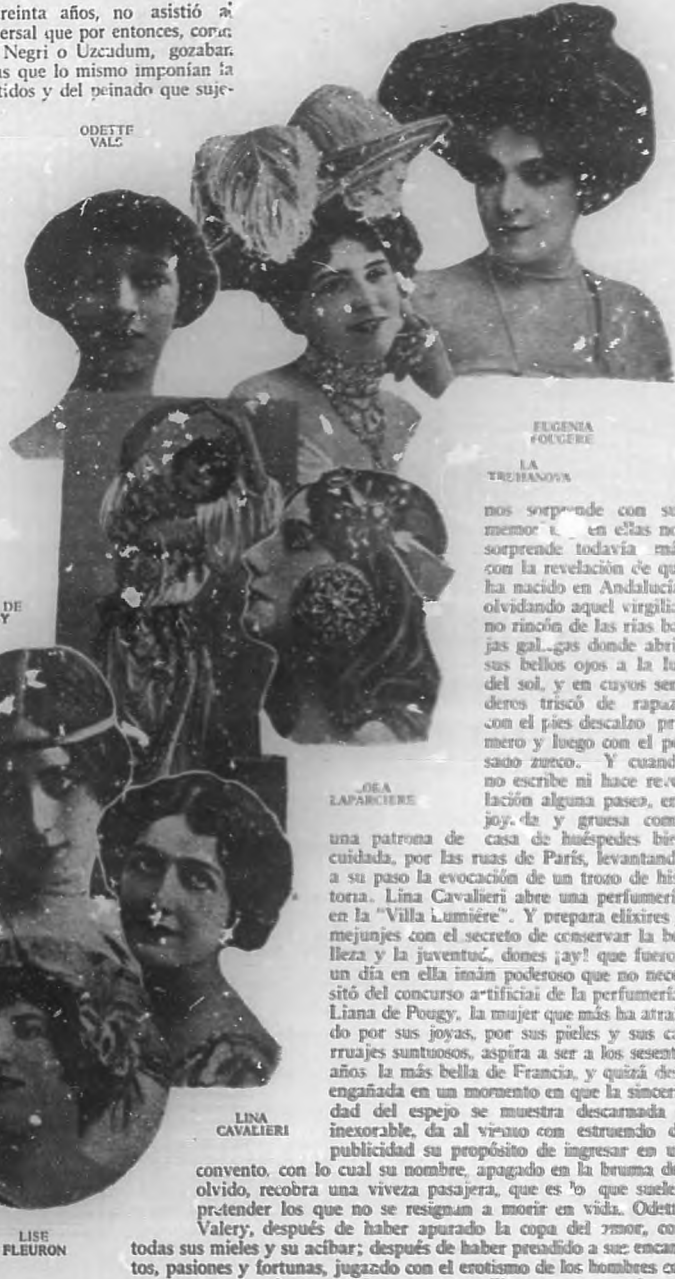 reinta años, no asistió al
versal que por entonces, como
Negri o Uzcudum, gozaban
as que lo mismo imponían la
tidos y del peinado que suje-
ODETTE
VALS
EUGENIA
FOUGERE
LA
TRUHANOVA
DE
Y
nos sorprende con su
en ellas no
sorprende todavía má
con la revelación de qu
ha nacido en Andalucía
olvidando aquel virgilia
no rincón de las rias ba
jas donde abri
sus bellos ojos a la lu
del sol, y en cuyos sen
deros triscó de rapaz
con el pies descalzo pri
mero y luego con el pe
sado zueco. Y cuand
no escribe ni hace reve
lación alguna pasea, en
joy da y gruesa com
LAPARCIERE
una patrona de casa de huéspedes bie
cuidada, por las ruas de París, levantand
a su paso la evocación de un trozo de his
toria. Lina Cavalieri abre una perfumerí
en la "Villa Lumiére". Y prepara elixires
mejunjes con el secreto de conservar la be
lleza y la juventud, dones ¡ay! que fuero
un día en ella imán poderoso que no nece
sitó del concurso artificial de la perfumería
Liana de Pougy, la mujer que más ha atraí
do por sus joyas, por sus pieles y sus ca
rruajes suntuosos, aspira a ser a los sesent
años la más bella de Francia, y quizá des
engañada en un momento en que la sincer
dad del espejo se muestra descarnada
inexorable, da al viento con estruendo d
publicidad su propósito de ingresar en u
LINA
CAVALIERI
convento, con lo cual su nombre, apagado en la bruma de
olvido, recobra una viveza pasajera, que es lo que suele
pretender los que no se resignan a morir en vida. Odett
Valery, después de haber apurado la copa del amor, co
LISE
FLEURON
todas sus mieles y su acíbar; después de haber prendido a sus encan
tos, pasiones y fortunas, jugando con el erotismo de los hombres co